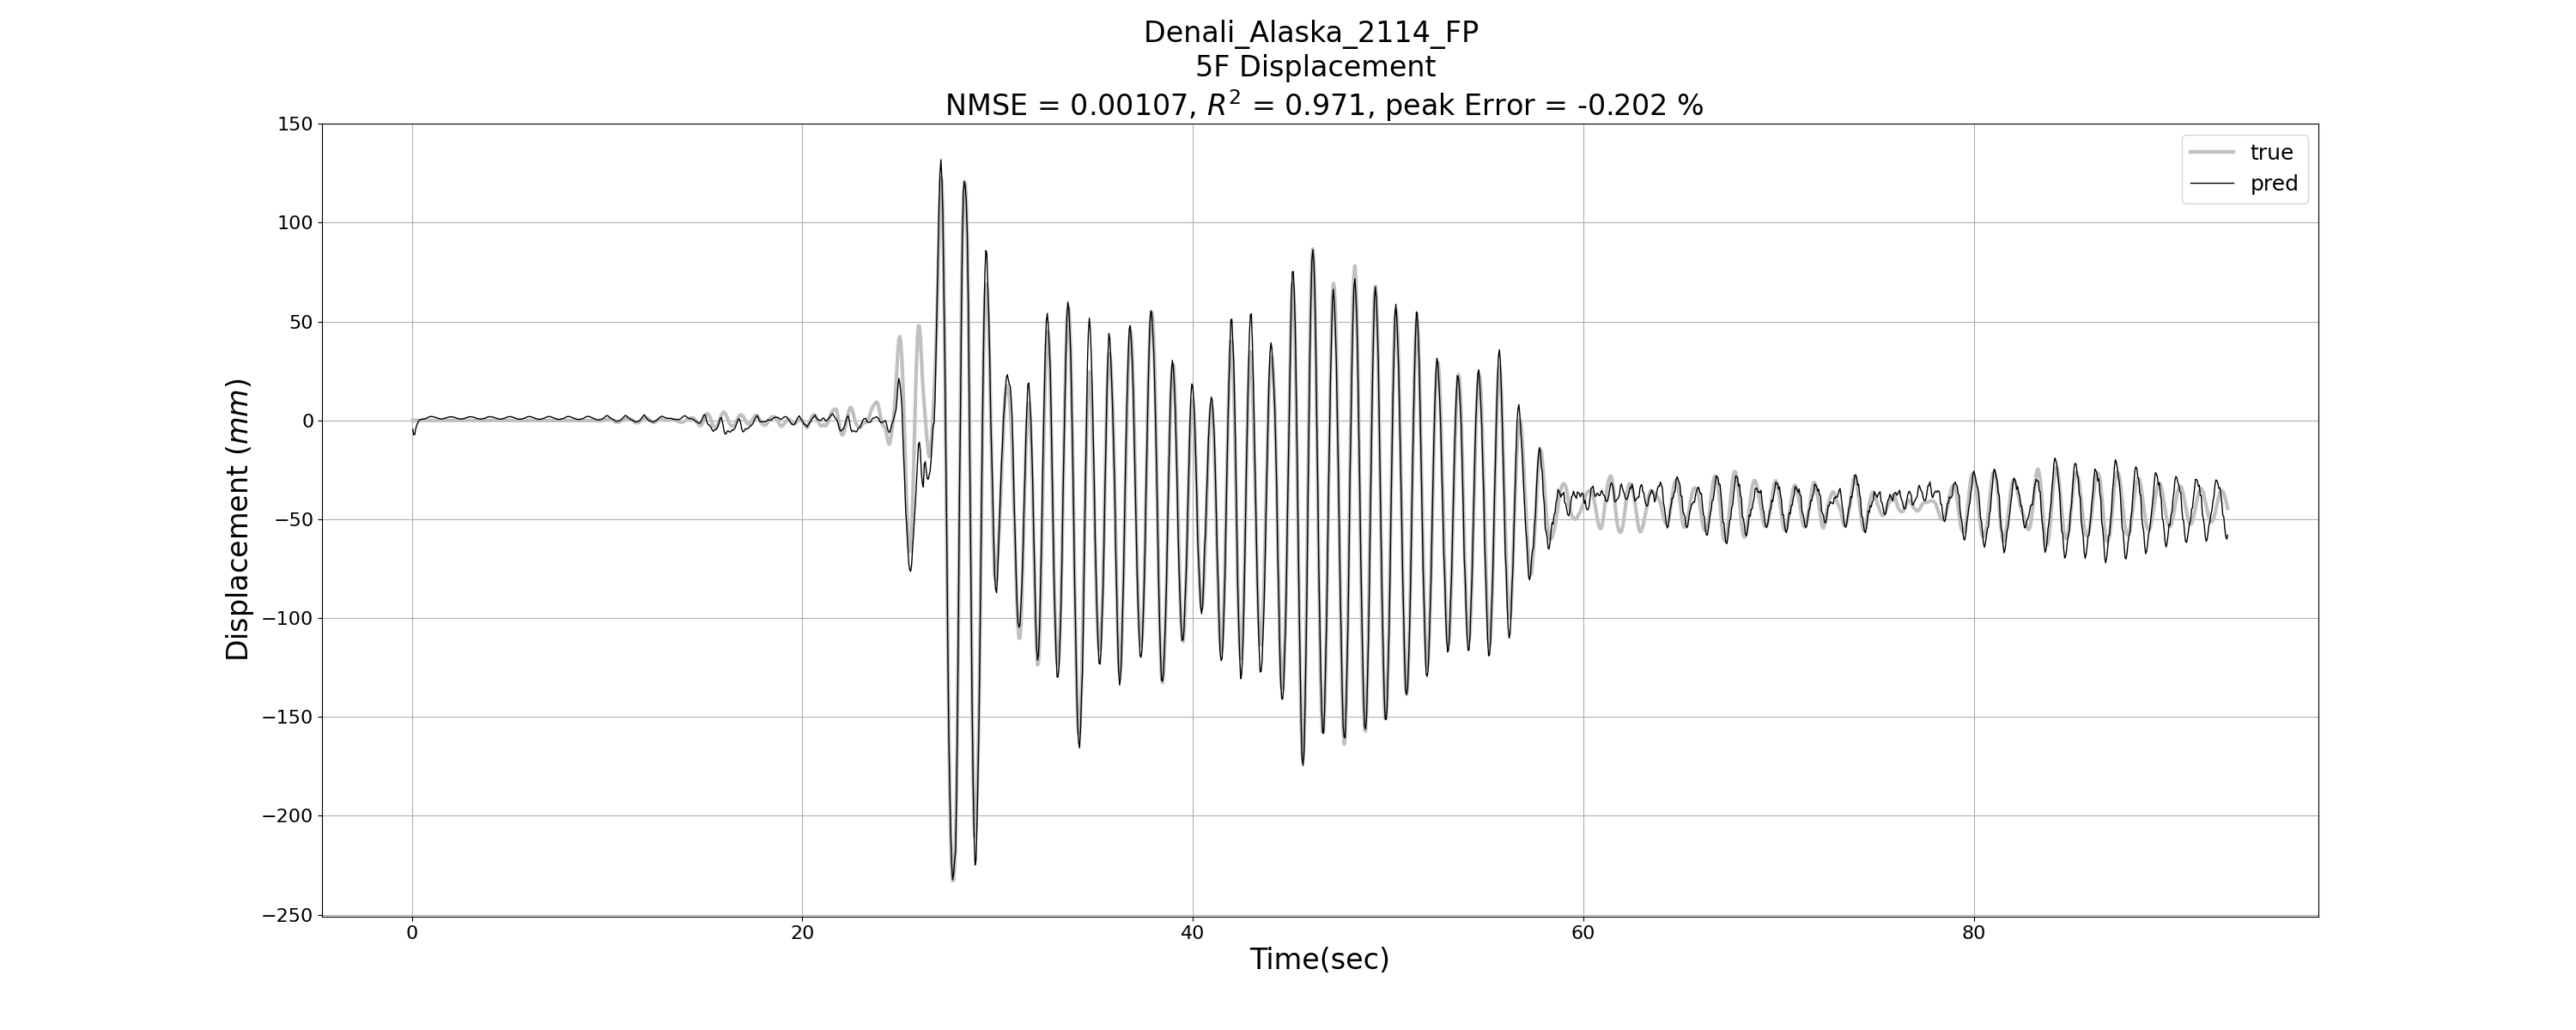 Denali_Alaska_2114_FP
5F Displacement
NMSE = 0.00107, R² = 0.971, peak Error = -0.202 %
150
100
50
0
−50
−100
−150
−200
−250
Displacement (mm)
true
pred
0 20 40 60 80
Time(sec)